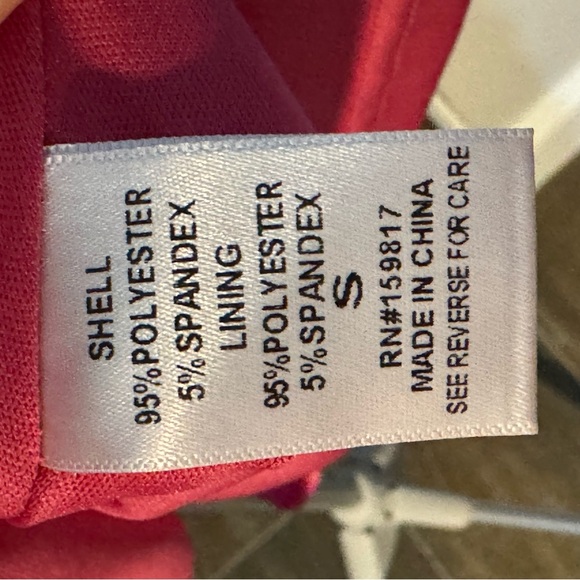 SHELL
95%POLYESTER
5%SPANDEX
LINING
95%POLYESTER
5%SPANDEX
S
RN#159817
MADE IN CHINA
SEE REVERSE FOR CARE